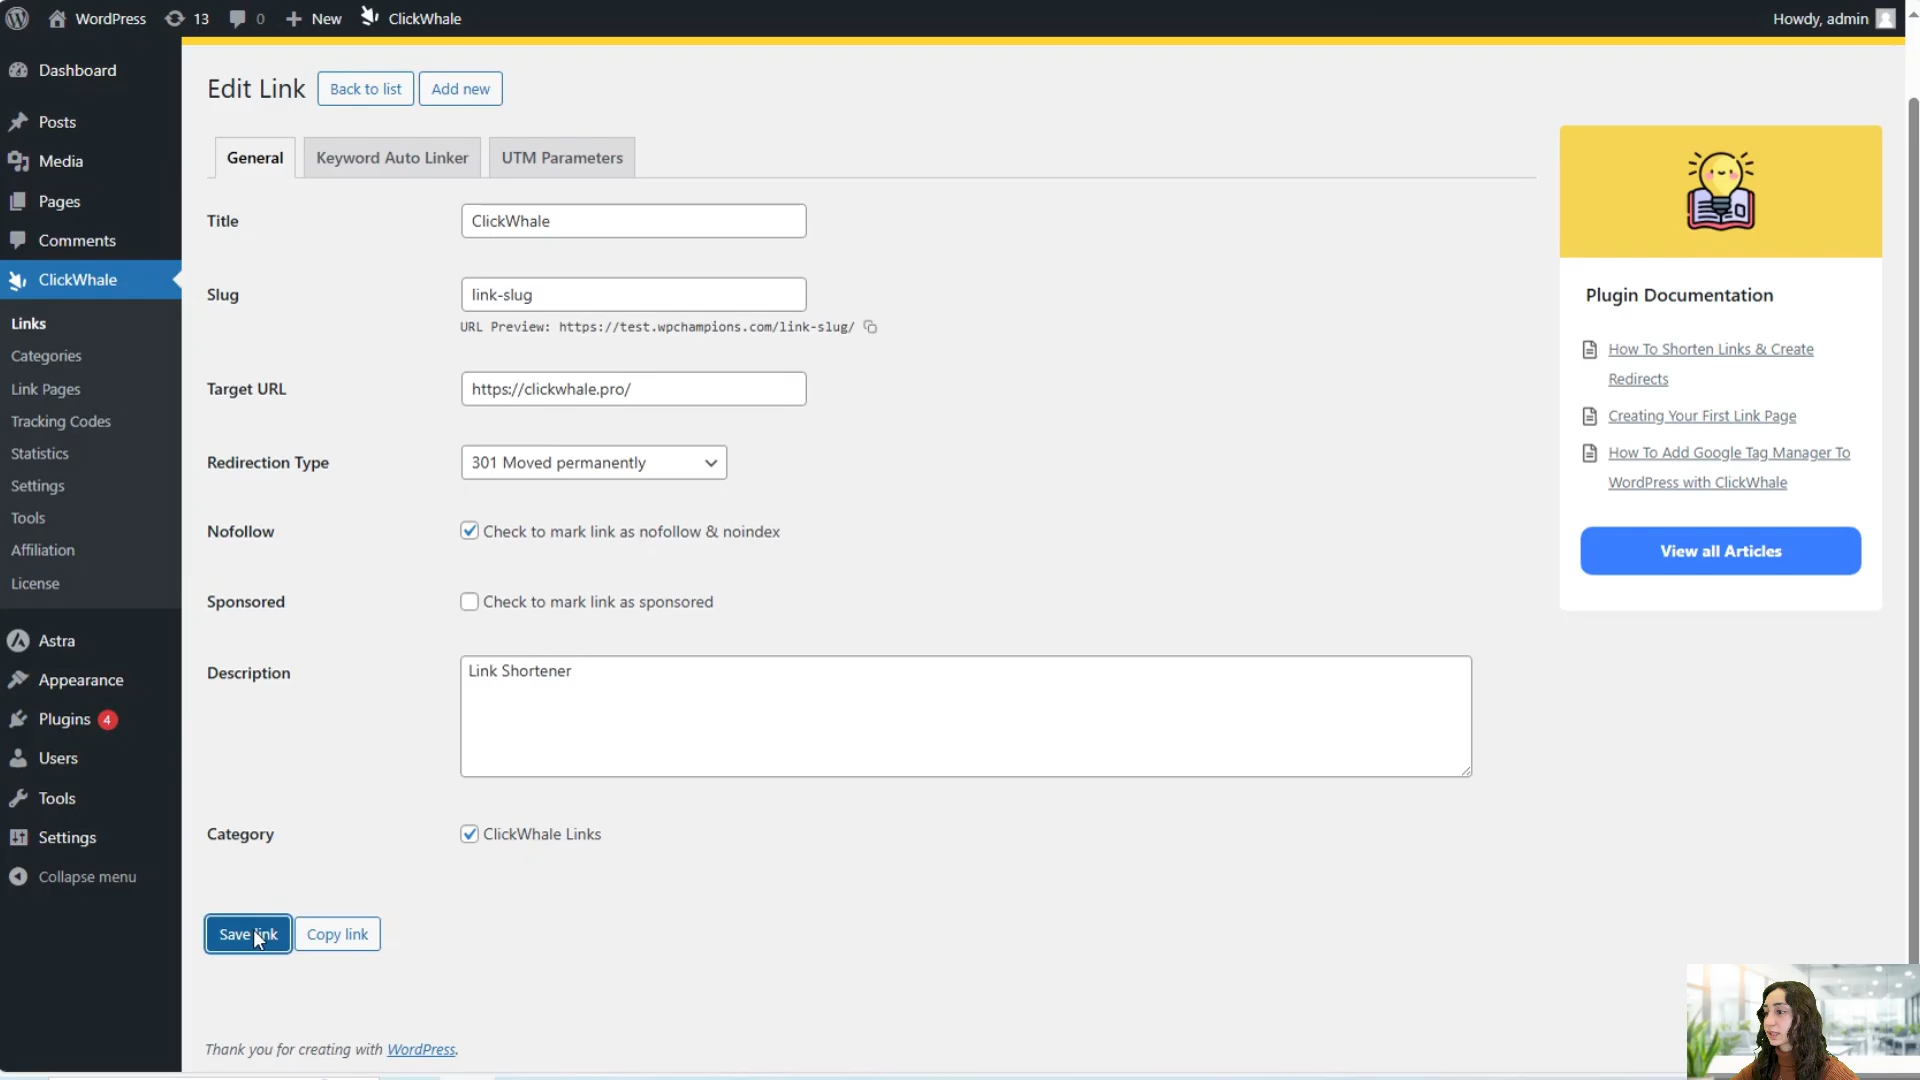 WordPress 13 0 New ClickWhale Howdy, admin
Dashboard
Posts
Media
Pages
Comments
ClickWhale
Links
Categories
Link Pages
Tracking Codes
Statistics
Settings
Tools
Affiliation
License
Astra
Appearance
Plugins 4
Users
Tools
Settings
Collapse menu
Edit Link Back to list Add new
General Keyword Auto Linker UTM Parameters
Title ClickWhale
Slug link-slug
URL Preview: https://test.wpchampions.com/link-slug/
Target URL https://clickwhale.pro/
Redirection Type 301 Moved permanently
Nofollow Check to mark link as nofollow & noindex
Sponsored Check to mark link as sponsored
Description Link Shortener
Category ClickWhale Links
Save link Copy link
Thank you for creating with WordPress.
Plugin Documentation
How To Shorten Links & Create
Redirects
Creating Your First Link Page
How To Add Google Tag Manager To
WordPress with ClickWhale
View all Articles